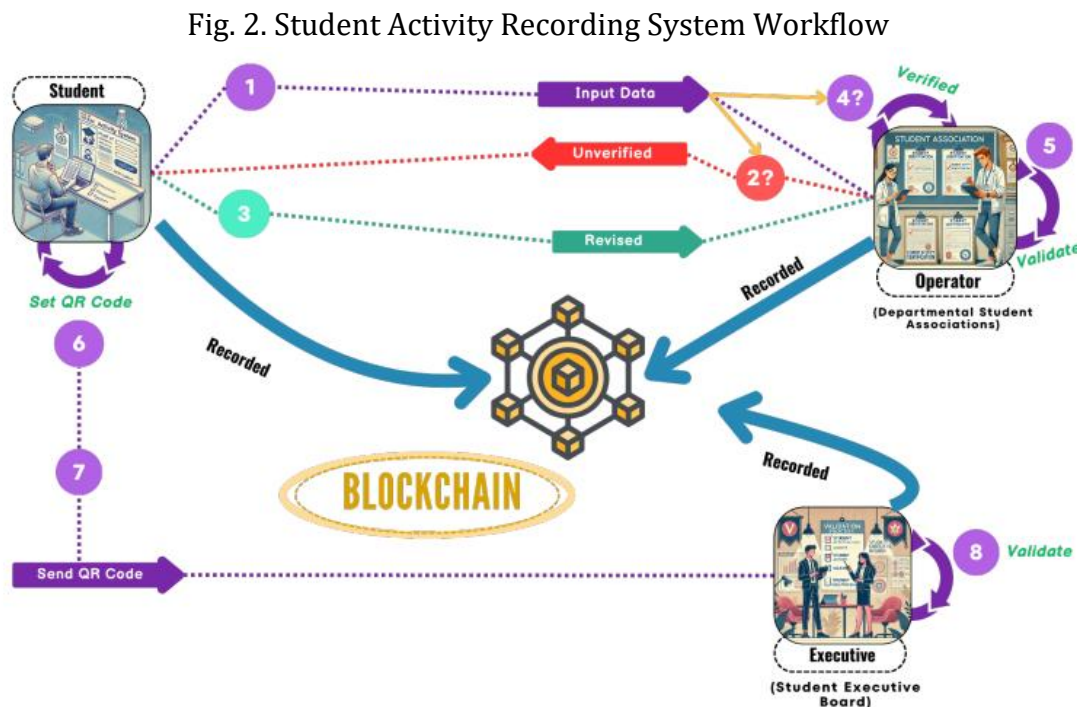 Fig. 2. Student Activity Recording System Workflow
Student
1
Input Data
4?
Verified
STUDENT ASSOCIATION
5
Unverified
2?
3
Revised
Validate
Set QR Code
Operator
(Departmental Student
Associations)
Recorded
Recorded
6
7
BLOCKCHAIN
Recorded
Send QR Code
8
Validate
Executive
(Student Executive
Board)